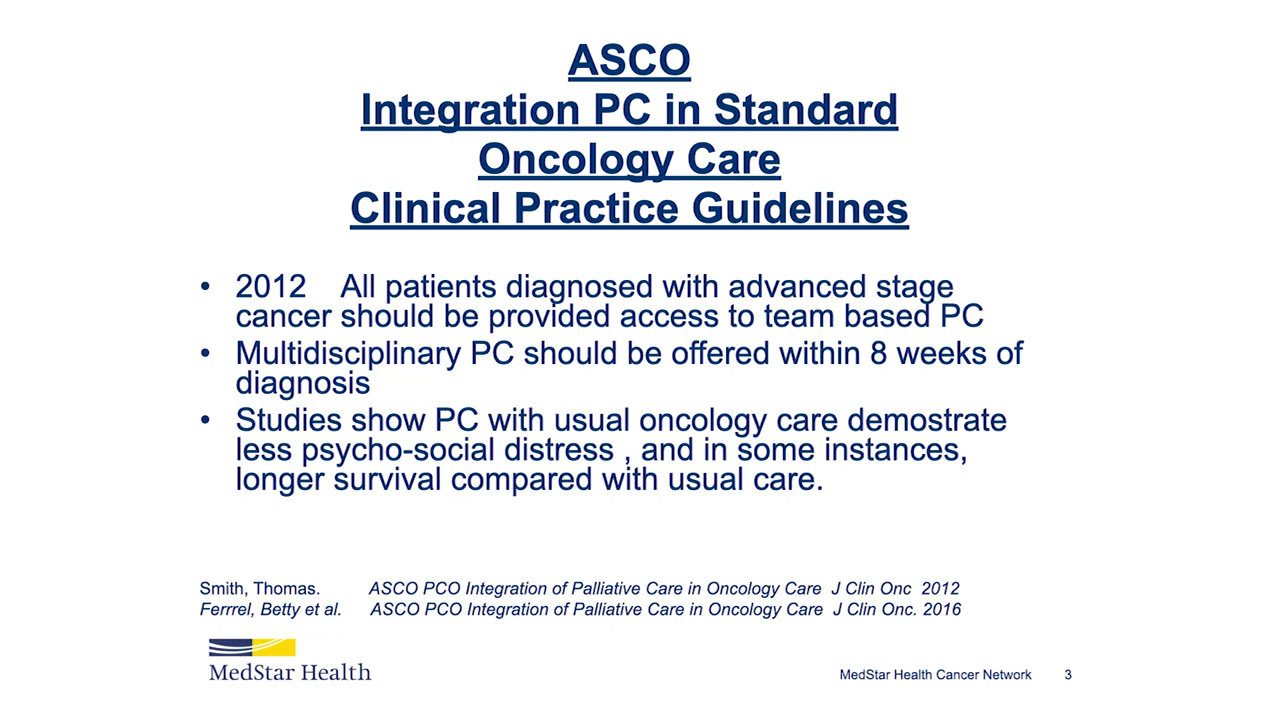 ASCO
Integration PC in Standard
Oncology Care
Clinical Practice Guidelines
• 2012 All patients diagnosed with advanced stage
cancer should be provided access to team based PC
• Multidisciplinary PC should be offered within 8 weeks of
diagnosis
• Studies show PC with usual oncology care demostrate
less psycho-social distress , and in some instances,
longer survival compared with usual care.
Smith, Thomas. ASCO PCO Integration of Palliative Care in Oncology Care J Clin Onc 2012
Ferrrel, Betty et al. ASCO PCO Integration of Palliative Care in Oncology Care J Clin Onc. 2016
MedStar Health
MedStar Health Cancer Network 3